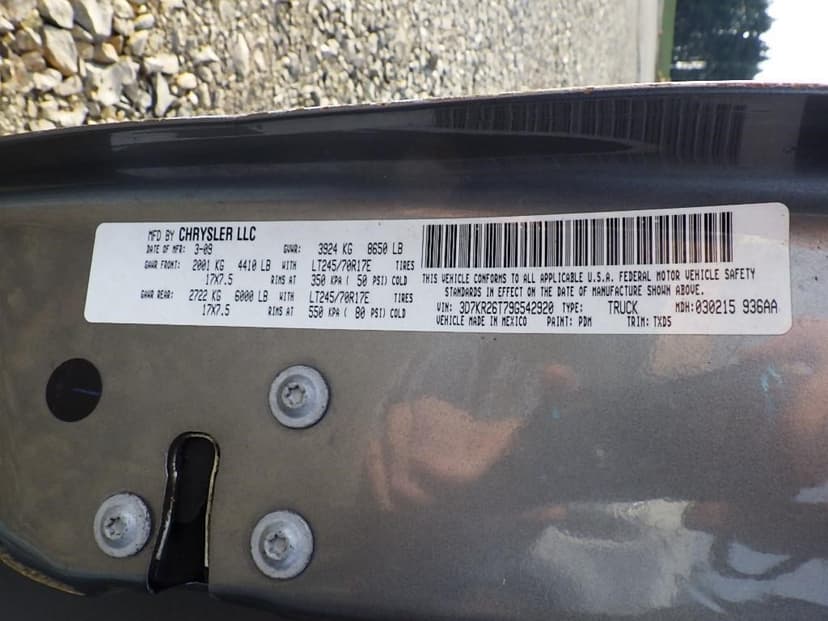 MFD BY CHRYSLER LLC
DATE OF MFR: 3-09 GVWR: 3924 KG 8650 LB
GAWR FRONT: 2001 KG 4410 LB WITH LT245/70R17E TIRES
17X7.5 RIMS AT 350 KPA ( 50 PSI) COLD
GAWR REAR: 2722 KG 6000 LB WITH LT245/70R17E TIRES
17X7.5 RIMS AT 550 KPA ( 80 PSI) COLD
THIS VEHICLE CONFORMS TO ALL APPLICABLE U.S.A. FEDERAL MOTOR VEHICLE SAFETY
STANDARDS IN EFFECT ON THE DATE OF MANUFACTURE SHOWN ABOVE.
VIN: 3D7KR26T79G542920 TYPE: TRUCK MDH: 030215 936AA
VEHICLE MADE IN MEXICO PAINT: PDM TRIM: TXDS